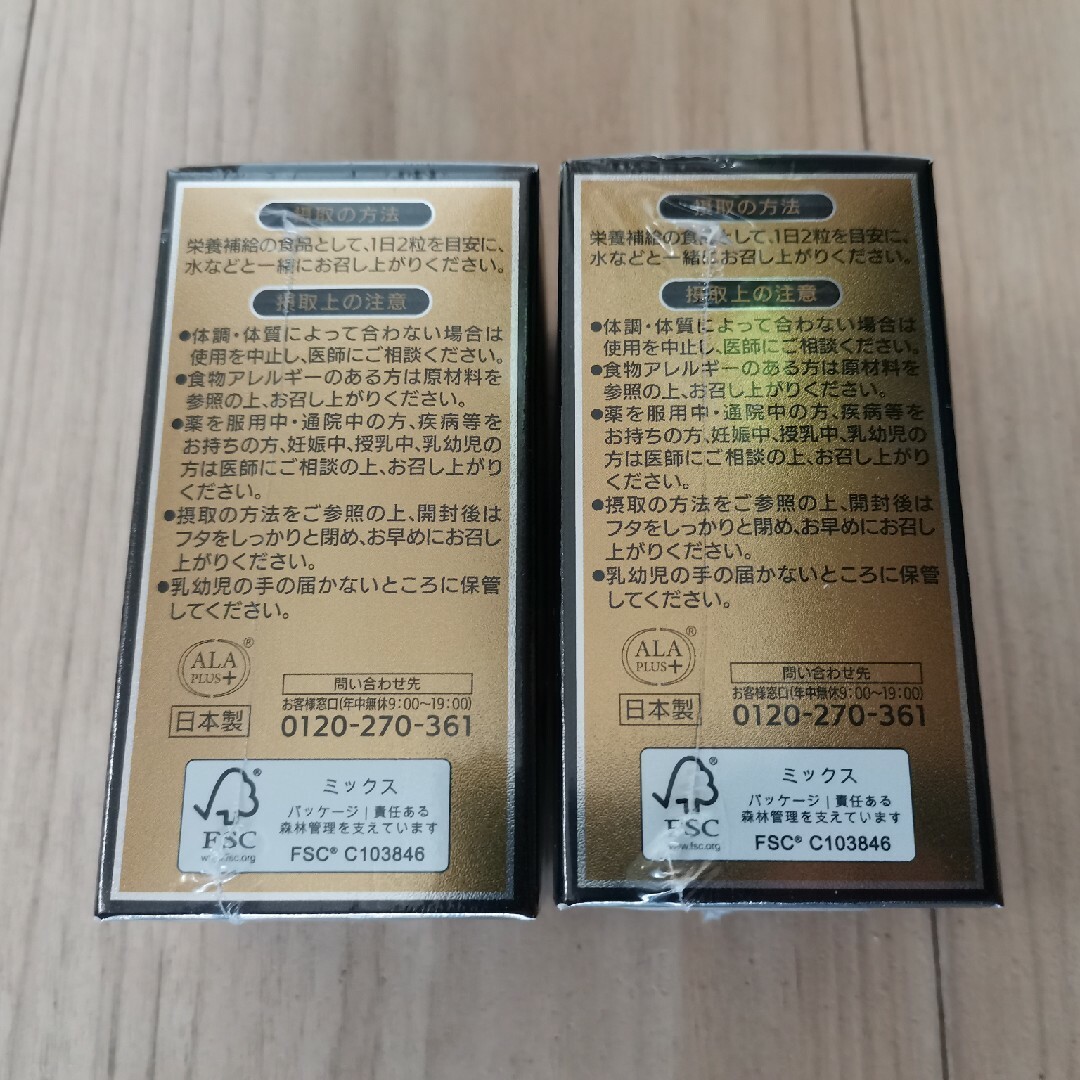 摂取の方法
栄養補給の食品として、1日2粒を目安に、
水などと一緒にお召し上がりください。
摂取上の注意
●体調・体質によって合わない場合は
使用を中止し、医師にご相談ください。
●食物アレルギーのある方は原材料を
参照の上、お召し上がりください。
●薬を服用中・通院中の方、疾病等を
お持ちの方、妊娠中、授乳中、乳幼児の
方は医師にご相談の上、お召し上がり
ください。
●摂取の方法をご参照の上、開封後は
フタをしっかりと閉め、お早めにお召し
上がりください。
●乳幼児の手の届かないところに保管
してください。
ALA
PLUS+
®
日本製
問い合わせ先
お客様窓口(年中無休9:00〜19:00)
0120-270-361
®
FSC
www.fsc.org
ミックス
パッケージ|責任ある
森林管理を支えています
FSC® C103846
摂取の方法
栄養補給の食品として、1日2粒を目安に、
水などと一緒にお召し上がりください。
摂取上の注意
●体調・体質によって合わない場合は
使用を中止し、医師にご相談ください。
●食物アレルギーのある方は原材料を
参照の上、お召し上がりください。
●薬を服用中・通院中の方、疾病等を
お持ちの方、妊娠中、授乳中、乳幼児の
方は医師にご相談の上、お召し上がり
ください。
●摂取の方法をご参照の上、開封後は
フタをしっかりと閉め、お早めにお召し
上がりください。
●乳幼児の手の届かないところに保管
してください。
ALA
PLUS+
®
日本製
問い合わせ先
お客様窓口(年中無休9:00〜19:00)
0120-270-361
®
FSC
www.fsc.org
ミックス
パッケージ|責任ある
森林管理を支えています
FSC® C103846